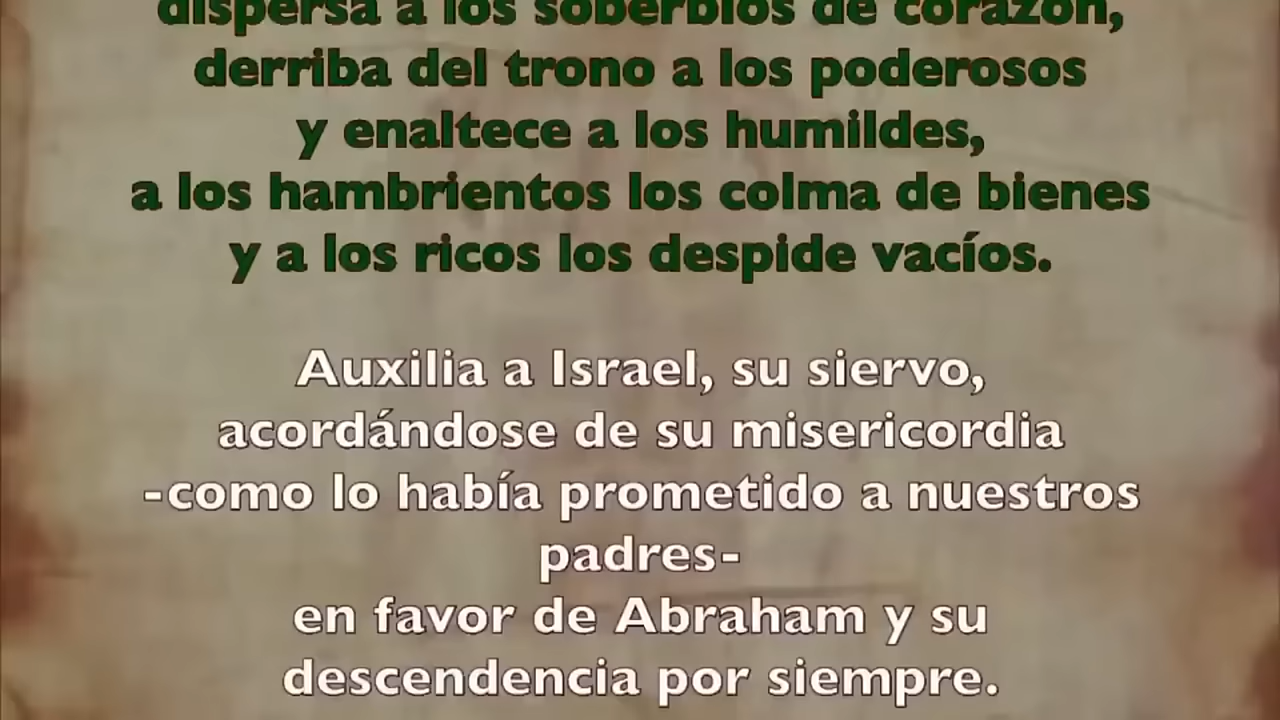 dispersa a los soberbios de corazón,
derriba del trono a los poderosos
y enaltece a los humildes,
a los hambrientos los colma de bienes
y a los ricos los despide vacíos.
Auxilia a Israel, su siervo,
acordándose de su misericordia
-como lo había prometido a nuestros
padres-
en favor de Abraham y su
descendencia por siempre.